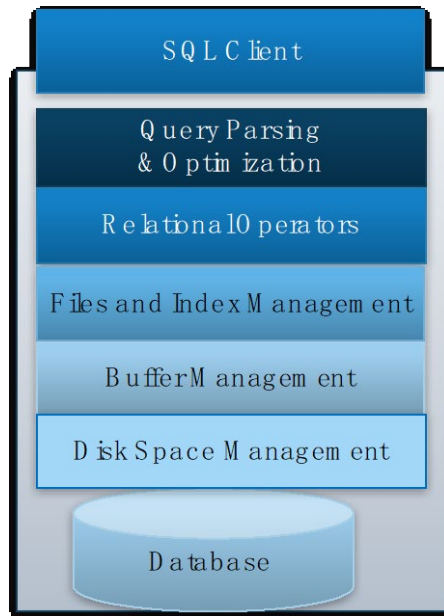 SQL Client
Query Parsing
& Optimization
Relational Operators
Files and Index Management
Buffer Management
Disk Space Management
Database